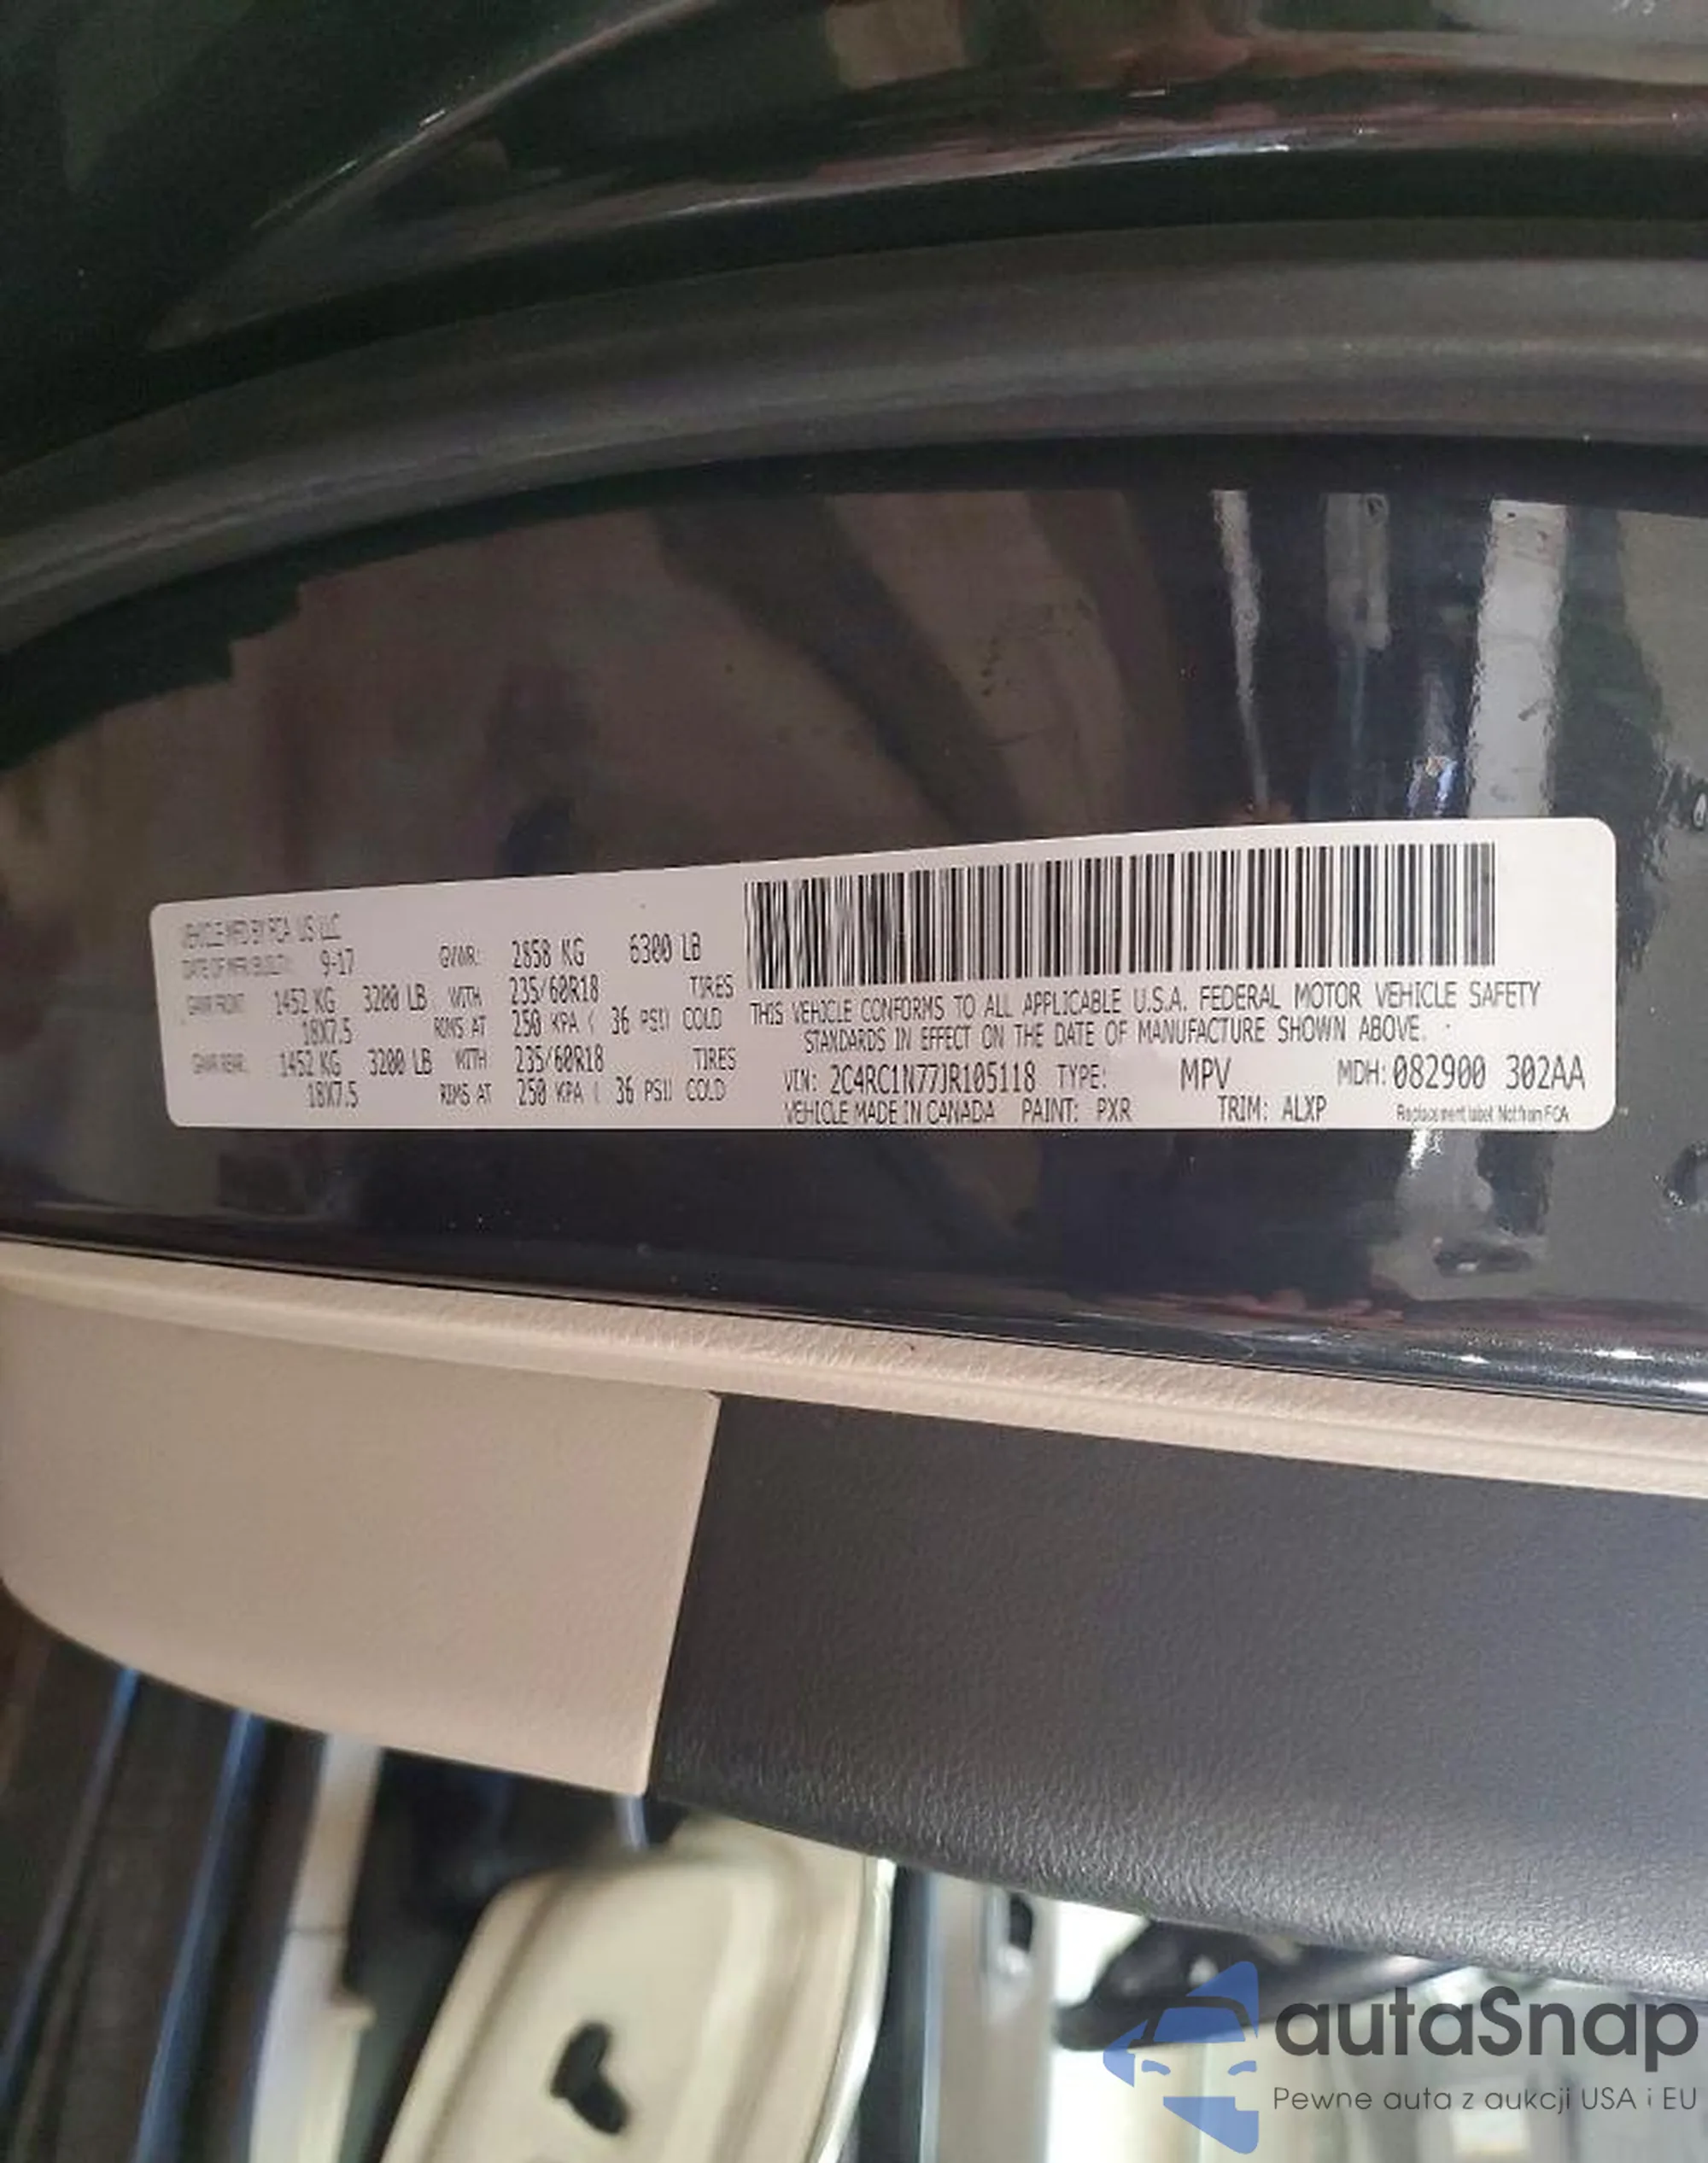 VEHICLE MFD BY FCA US LLC
DATE OF MFR 9-17 GVWR: 2858 KG 6300 LB
GAWR FRONT 1452 KG 3200 LB WITH 235/60R18 TIRES
18X7.5 RIMS AT 250 KPA ( 36 PSI) COLD
GAWR REAR: 1452 KG 3200 LB WITH 235/60R18 TIRES
18X7.5 RIMS AT 250 KPA ( 36 PSI) COLD
THIS VEHICLE CONFORMS TO ALL APPLICABLE U.S.A. FEDERAL MOTOR VEHICLE SAFETY
STANDARDS IN EFFECT ON THE DATE OF MANUFACTURE SHOWN ABOVE.
VIN: 2C4RC1N77JR105118 TYPE: MPV MDH: 082900 302AA
VEHICLE MADE IN CANADA PAINT: PXR TRIM: ALXP Replacement label. Not from FCA
autaSnap
Pewne auta z aukcji USA i EU